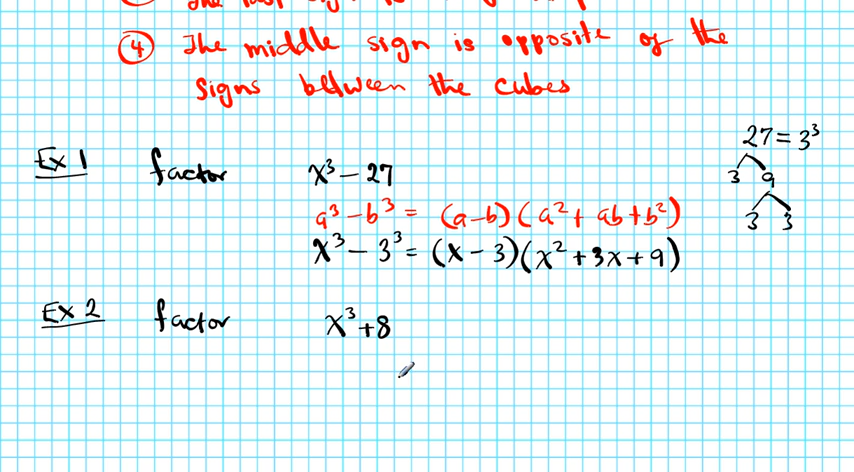 ④ The middle sign is opposite of the
signs between the cubes
27 = 3³
3 9
3 3
Ex 1 factor x³ - 27
a³ - b³ = (a-b)(a² + ab + b²)
x³ - 3³ = (x - 3)(x² + 3x + 9)
Ex 2 factor x³ + 8